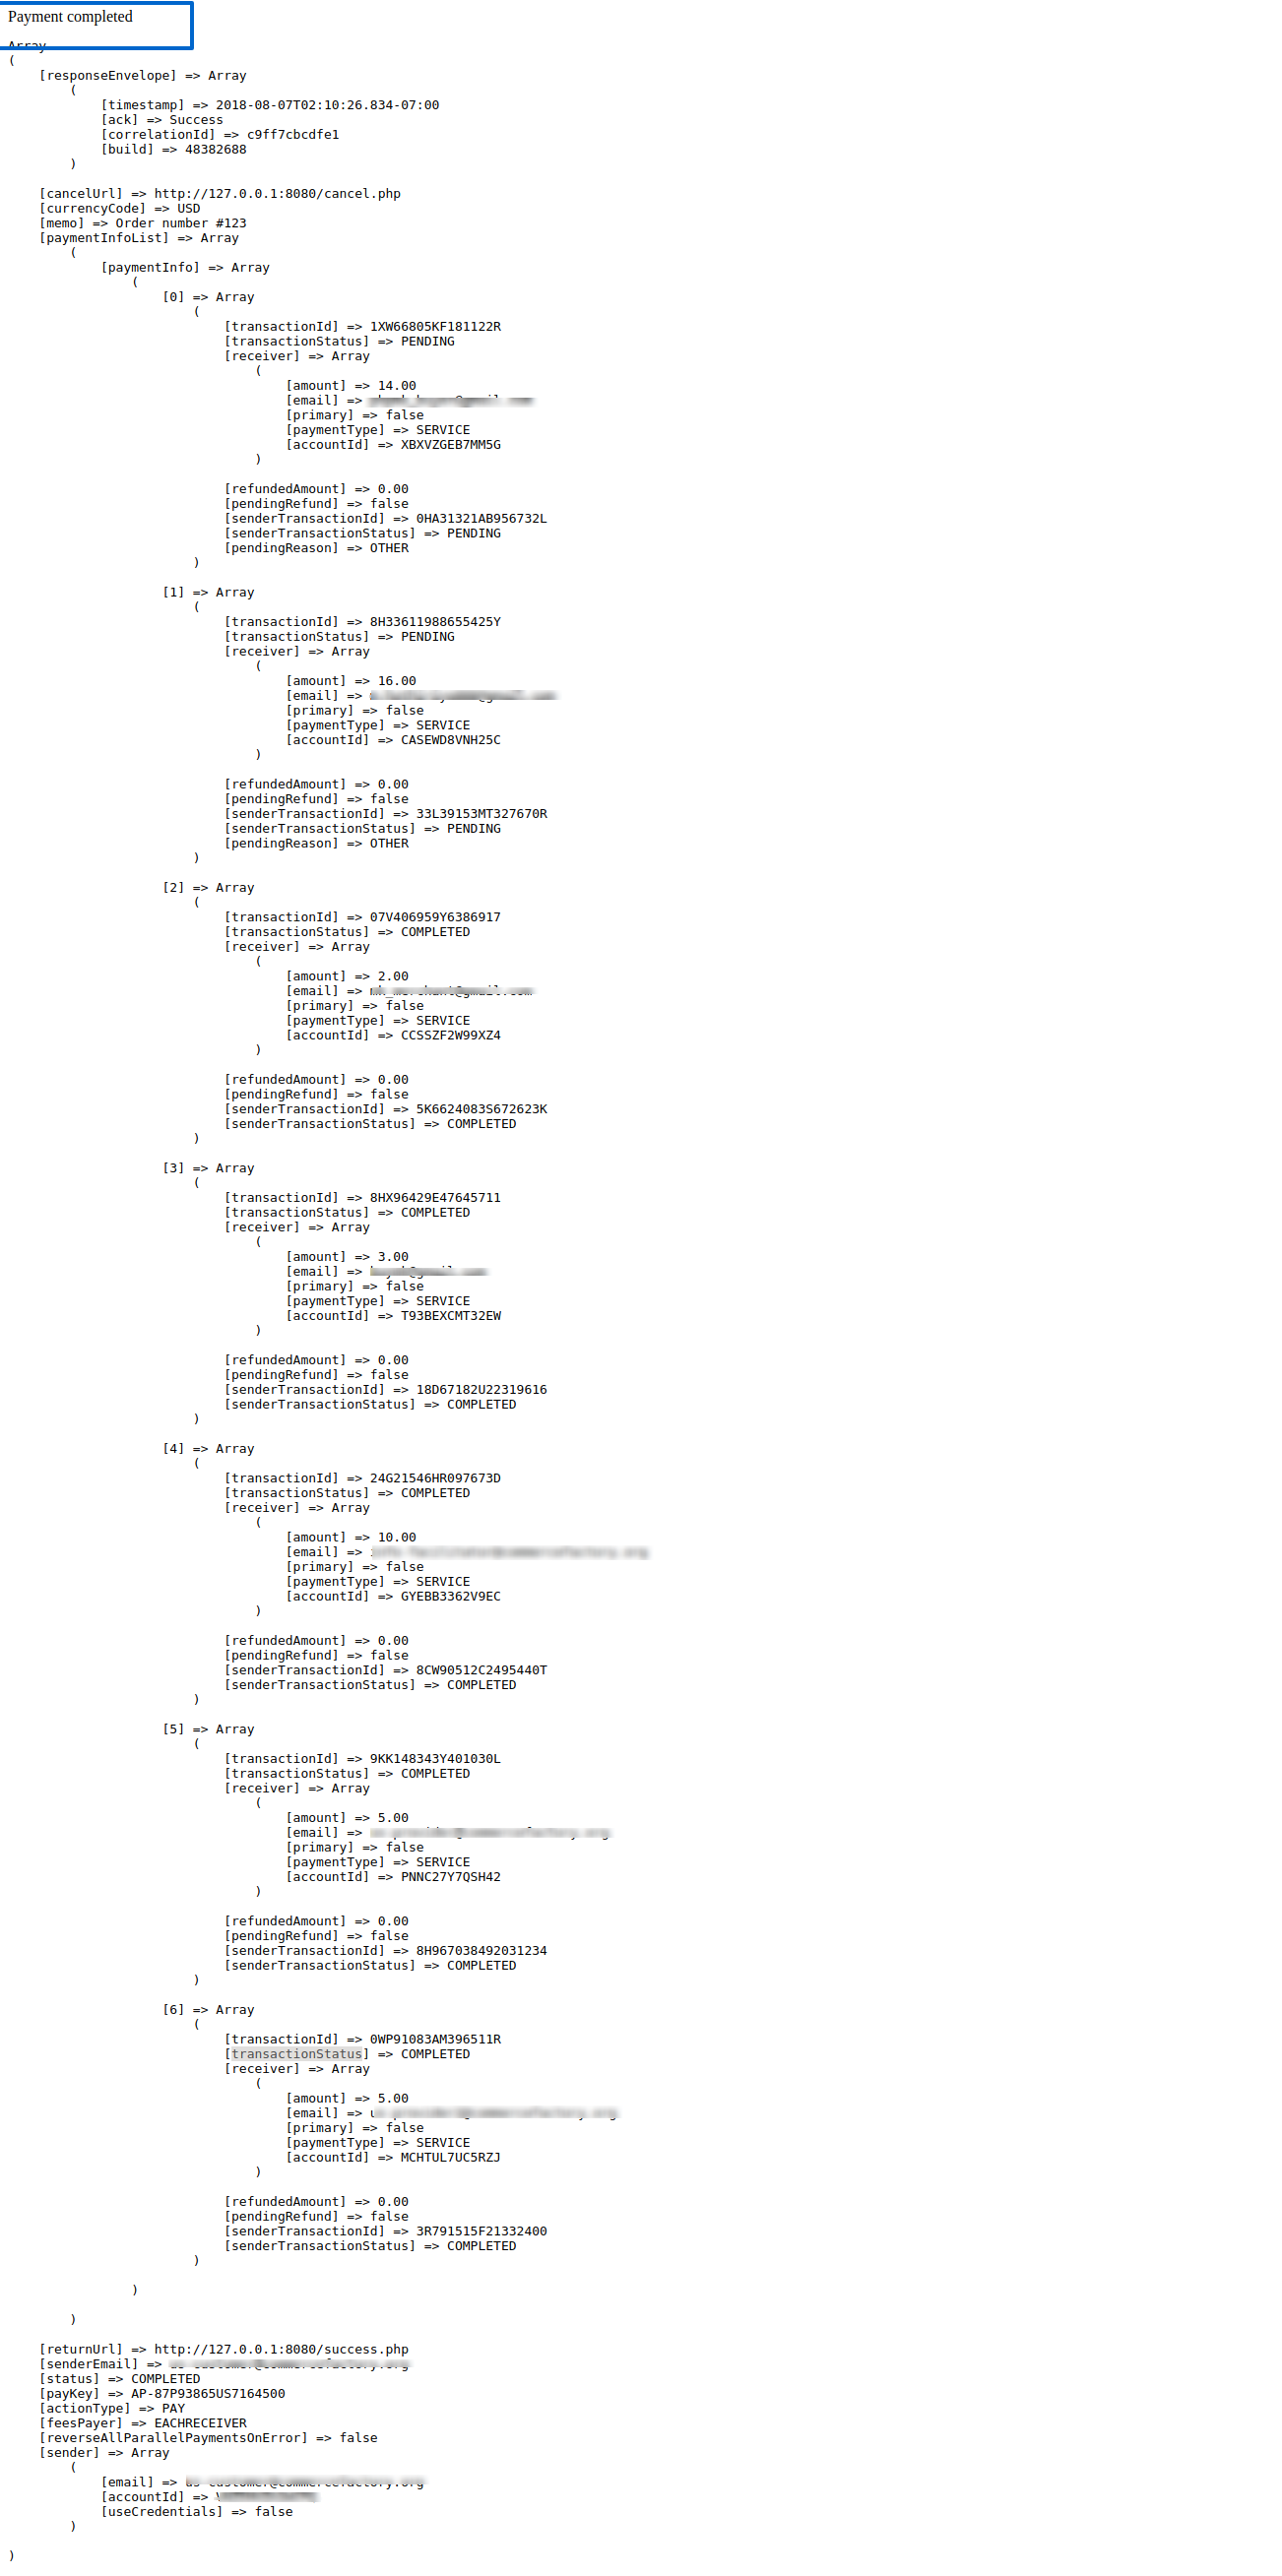 Payment completed
Array
(
    [responseEnvelope] => Array
        (
            [timestamp] => 2018-08-07T02:10:26.834-07:00
            [ack] => Success
            [correlationId] => c9ff7cbcdfe1
            [build] => 48382688
        )

    [cancelUrl] => http://127.0.0.1:8080/cancel.php
    [currencyCode] => USD
    [memo] => Order number #123
    [paymentInfoList] => Array
        (
            [paymentInfo] => Array
                (
                    [0] => Array
                        (
                            [transactionId] => 1XW66805KF181122R
                            [transactionStatus] => PENDING
                            [receiver] => Array
                                (
                                    [amount] => 14.00
                                    [email] =>
                                    [primary] => false
                                    [paymentType] => SERVICE
                                    [accountId] => XBXVZGEB7MM5G
                                )

                            [refundedAmount] => 0.00
                            [pendingRefund] => false
                            [senderTransactionId] => 0HA31321AB956732L
                            [senderTransactionStatus] => PENDING
                            [pendingReason] => OTHER
                        )

                    [1] => Array
                        (
                            [transactionId] => 8H33611988655425Y
                            [transactionStatus] => PENDING
                            [receiver] => Array
                                (
                                    [amount] => 16.00
                                    [email] =>
                                    [primary] => false
                                    [paymentType] => SERVICE
                                    [accountId] => CASEWD8VNH25C
                                )

                            [refundedAmount] => 0.00
                            [pendingRefund] => false
                            [senderTransactionId] => 33L39153MT327670R
                            [senderTransactionStatus] => PENDING
                            [pendingReason] => OTHER
                        )

                    [2] => Array
                        (
                            [transactionId] => 07V406959Y6386917
                            [transactionStatus] => COMPLETED
                            [receiver] => Array
                                (
                                    [amount] => 2.00
                                    [email] =>
                                    [primary] => false
                                    [paymentType] => SERVICE
                                    [accountId] => CCSSZF2W99XZ4
                                )

                            [refundedAmount] => 0.00
                            [pendingRefund] => false
                            [senderTransactionId] => 5K6624083S672623K
                            [senderTransactionStatus] => COMPLETED
                        )

                    [3] => Array
                        (
                            [transactionId] => 8HX96429E47645711
                            [transactionStatus] => COMPLETED
                            [receiver] => Array
                                (
                                    [amount] => 3.00
                                    [email] =>
                                    [primary] => false
                                    [paymentType] => SERVICE
                                    [accountId] => T93BEXCMT32EW
                                )

                            [refundedAmount] => 0.00
                            [pendingRefund] => false
                            [senderTransactionId] => 18D67182U22319616
                            [senderTransactionStatus] => COMPLETED
                        )

                    [4] => Array
                        (
                            [transactionId] => 24G21546HR097673D
                            [transactionStatus] => COMPLETED
                            [receiver] => Array
                                (
                                    [amount] => 10.00
                                    [email] =>
                                    [primary] => false
                                    [paymentType] => SERVICE
                                    [accountId] => GYEBB3362V9EC
                                )

                            [refundedAmount] => 0.00
                            [pendingRefund] => false
                            [senderTransactionId] => 8CW90512C2495440T
                            [senderTransactionStatus] => COMPLETED
                        )

                    [5] => Array
                        (
                            [transactionId] => 9KK148343Y401030L
                            [transactionStatus] => COMPLETED
                            [receiver] => Array
                                (
                                    [amount] => 5.00
                                    [email] =>
                                    [primary] => false
                                    [paymentType] => SERVICE
                                    [accountId] => PNNC27Y7QSH42
                                )

                            [refundedAmount] => 0.00
                            [pendingRefund] => false
                            [senderTransactionId] => 8H967038492031234
                            [senderTransactionStatus] => COMPLETED
                        )

                    [6] => Array
                        (
                            [transactionId] => 0WP91083AM396511R
                            [transactionStatus] => COMPLETED
                            [receiver] => Array
                                (
                                    [amount] => 5.00
                                    [email] =>
                                    [primary] => false
                                    [paymentType] => SERVICE
                                    [accountId] => MCHTUL7UC5RZJ
                                )

                            [refundedAmount] => 0.00
                            [pendingRefund] => false
                            [senderTransactionId] => 3R791515F21332400
                            [senderTransactionStatus] => COMPLETED
                        )

                )

        )

    [returnUrl] => http://127.0.0.1:8080/success.php
    [senderEmail] =>
    [status] => COMPLETED
    [payKey] => AP-87P93865US7164500
    [actionType] => PAY
    [feesPayer] => EACHRECEIVER
    [reverseAllParallelPaymentsOnError] => false
    [sender] => Array
        (
            [email] =>
            [accountId] =>
            [useCredentials] => false
        )

)